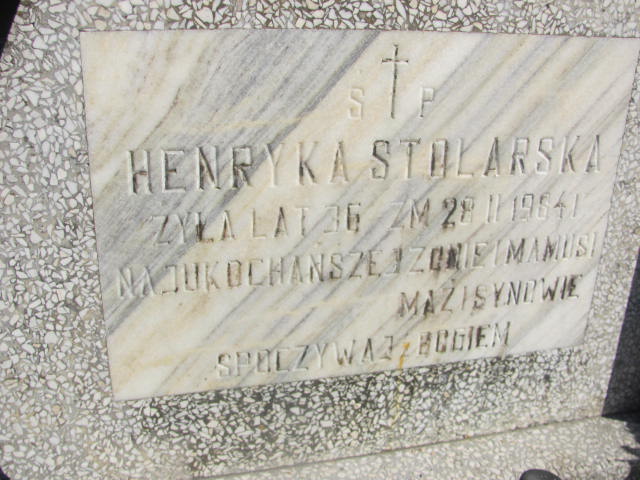 S P
HENRYKA STOLARSKA
ŻYŁA LAT 36 ZM 28 II 1964 R
NAJUKOCHAŃSZEJ ŻONIE I MAMUSI
MĄŻ I SYNOWIE
SPOCZYWAJ Z BOGIEM